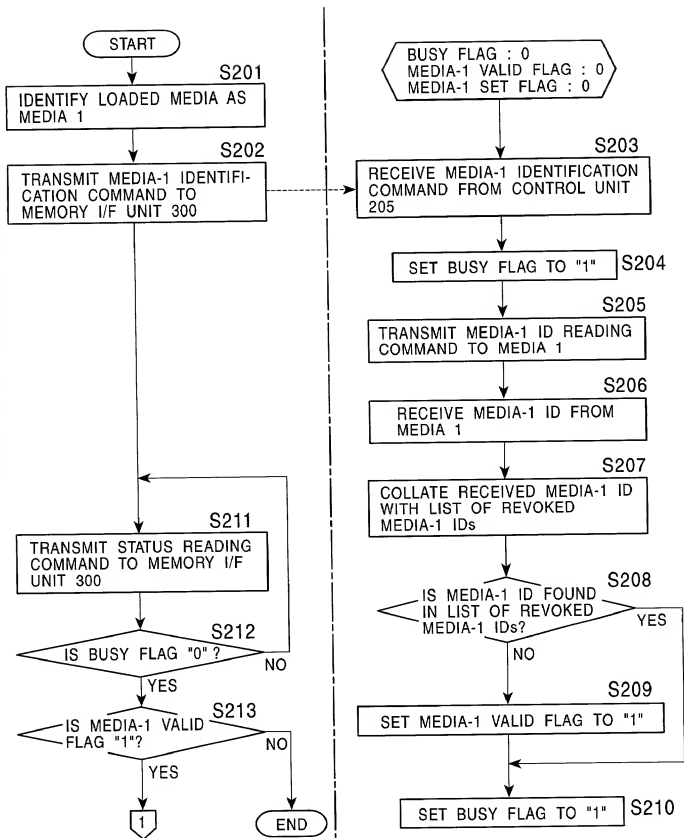 START
S201
IDENTIFY LOADED MEDIA AS
MEDIA 1
S202
TRANSMIT MEDIA-1 IDENTIFI-
CATION COMMAND TO
MEMORY I/F UNIT 300
S211
TRANSMIT STATUS READING
COMMAND TO MEMORY I/F
UNIT 300
S212
IS BUSY FLAG "0" ?
NO
YES
S213
IS MEDIA-1 VALID
FLAG "1"?
NO
YES
1
END
BUSY FLAG : 0
MEDIA-1 VALID FLAG : 0
MEDIA-1 SET FLAG : 0
S203
RECEIVE MEDIA-1 IDENTIFICATION
COMMAND FROM CONTROL UNIT
205
SET BUSY FLAG TO "1"
S204
S205
TRANSMIT MEDIA-1 ID READING
COMMAND TO MEDIA 1
S206
RECEIVE MEDIA-1 ID FROM
MEDIA 1
S207
COLLATE RECEIVED MEDIA-1 ID
WITH LIST OF REVOKED
MEDIA-1 IDs
S208
IS MEDIA-1 ID FOUND
IN LIST OF REVOKED
MEDIA-1 IDs?
YES
NO
S209
SET MEDIA-1 VALID FLAG TO "1"
S210
SET BUSY FLAG TO "1"